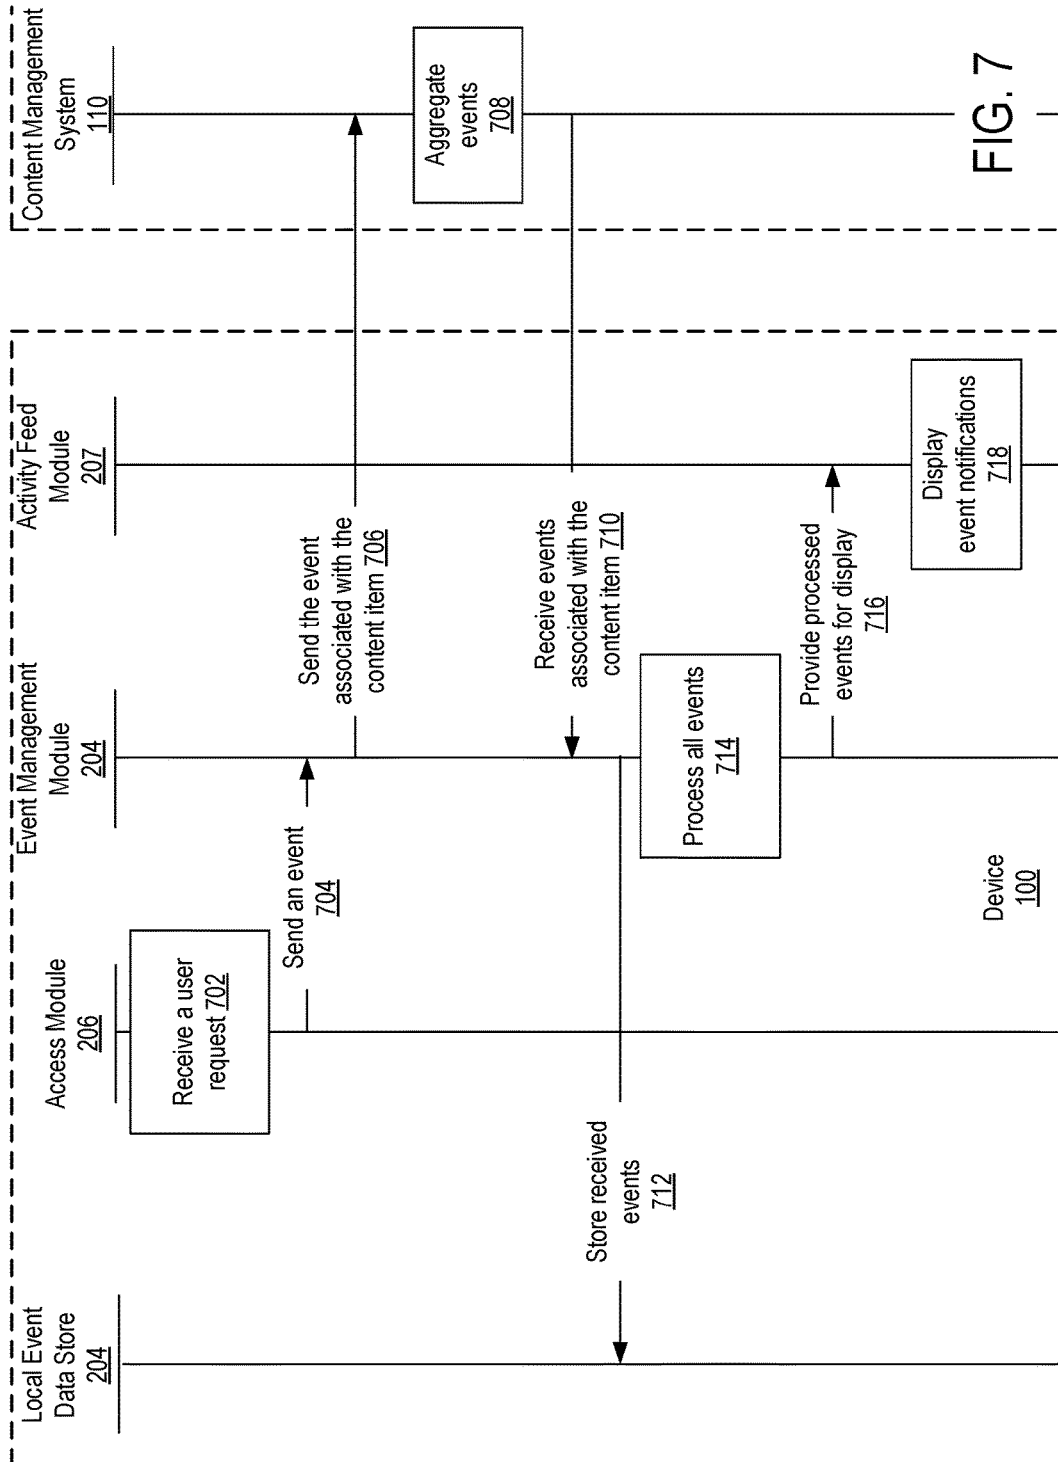 Local Event
Data Store
204
Access Module
206
Event Management
Module
204
Activity Feed
Module
207
Content Management
System
110
Receive a user
request 702
Send an event
704
Send the event
associated with the
content item 706
Aggregate
events
708
Receive events
associated with the
content item 710
Store received
events
712
Process all events
714
Provide processed
events for display
716
Display
event notifications
718
Device
100
FIG. 7